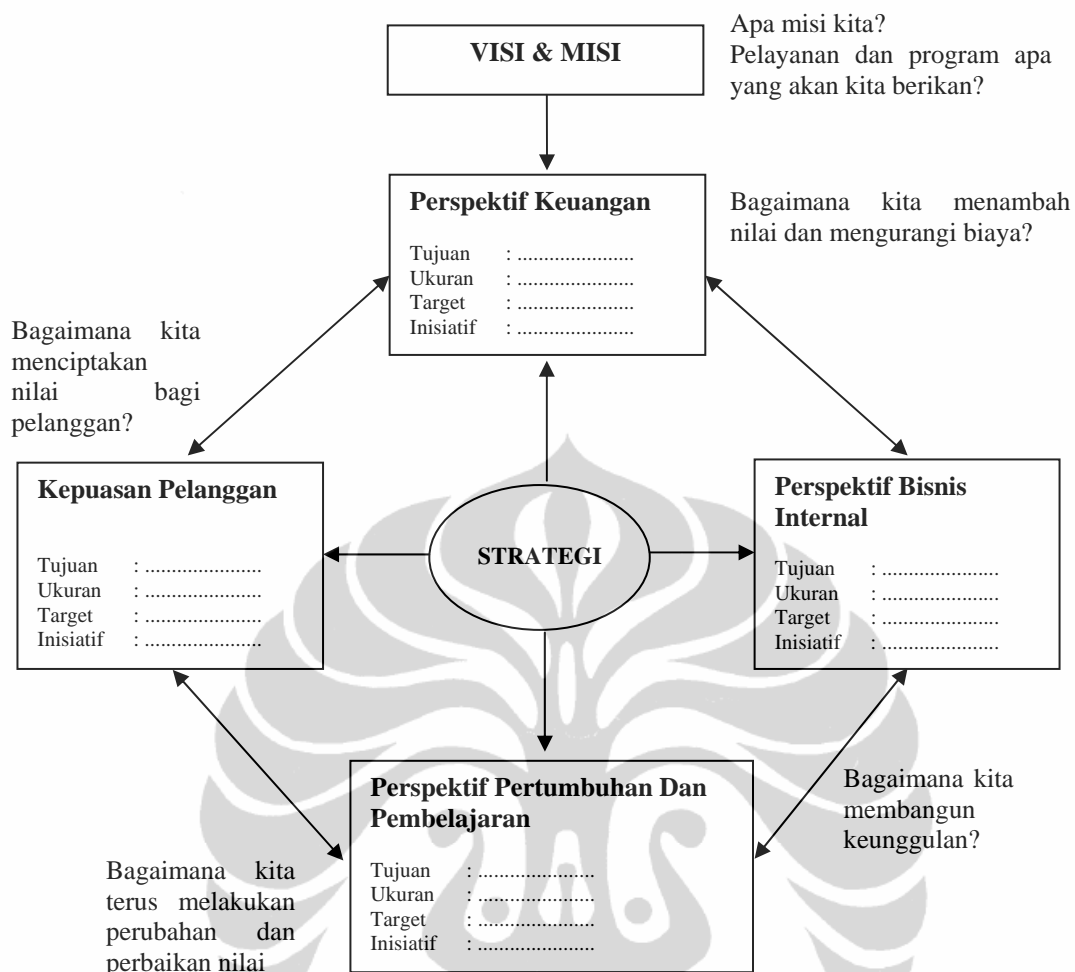 VISI & MISI
Apa misi kita?
Pelayanan dan program apa
yang akan kita berikan?
Perspektif Keuangan
Tujuan : ......................
Ukuran : ......................
Target : ......................
Inisiatif : ......................
Bagaimana kita menambah
nilai dan mengurangi biaya?
Bagaimana kita
menciptakan
nilai bagi
pelanggan?
Kepuasan Pelanggan
Tujuan : ......................
Ukuran : ......................
Target : ......................
Inisiatif : ......................
STRATEGI
Perspektif Bisnis
Internal
Tujuan : ......................
Ukuran : ......................
Target : ......................
Inisiatif : ......................
Perspektif Pertumbuhan Dan
Pembelajaran
Tujuan : ......................
Ukuran : ......................
Target : ......................
Inisiatif : ......................
Bagaimana kita
membangun
keunggulan?
Bagaimana kita
terus melakukan
perubahan dan
perbaikan nilai